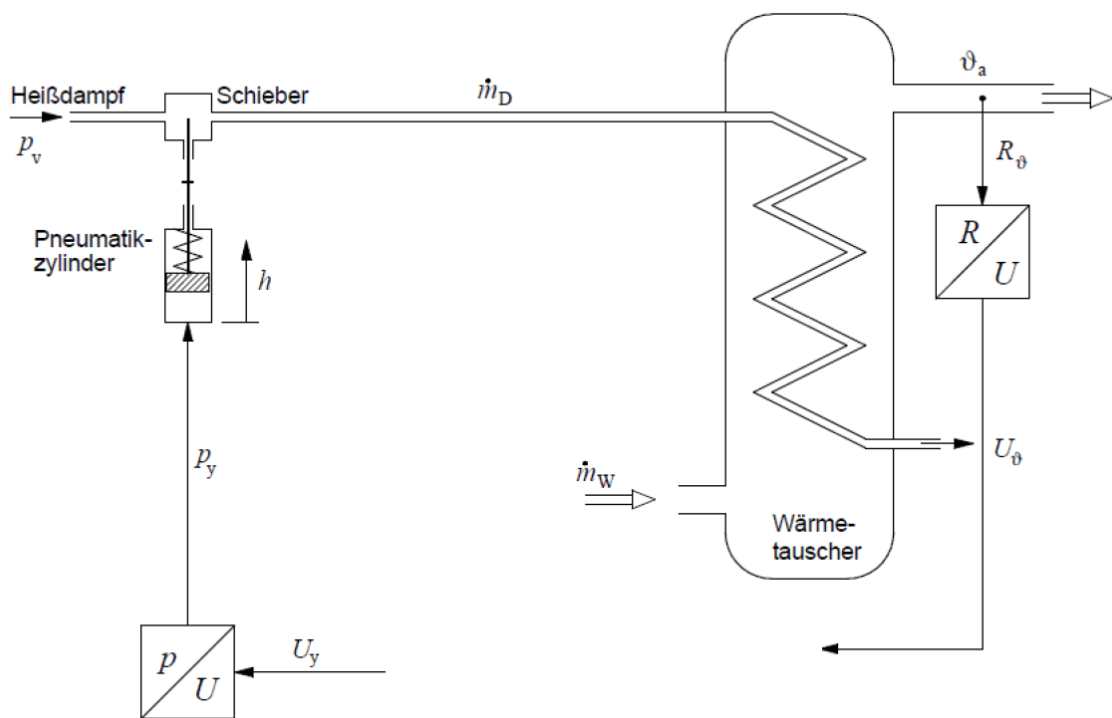 Heißdampf
Schieber
ṁ_D
ϑ_a
p_v
R_ϑ
Pneumatik-
zylinder
h
R
U
p_y
U_ϑ
ṁ_W
Wärme-
tauscher
p
U
U_y